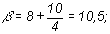 β = 8 + 10/4 = 10,5;